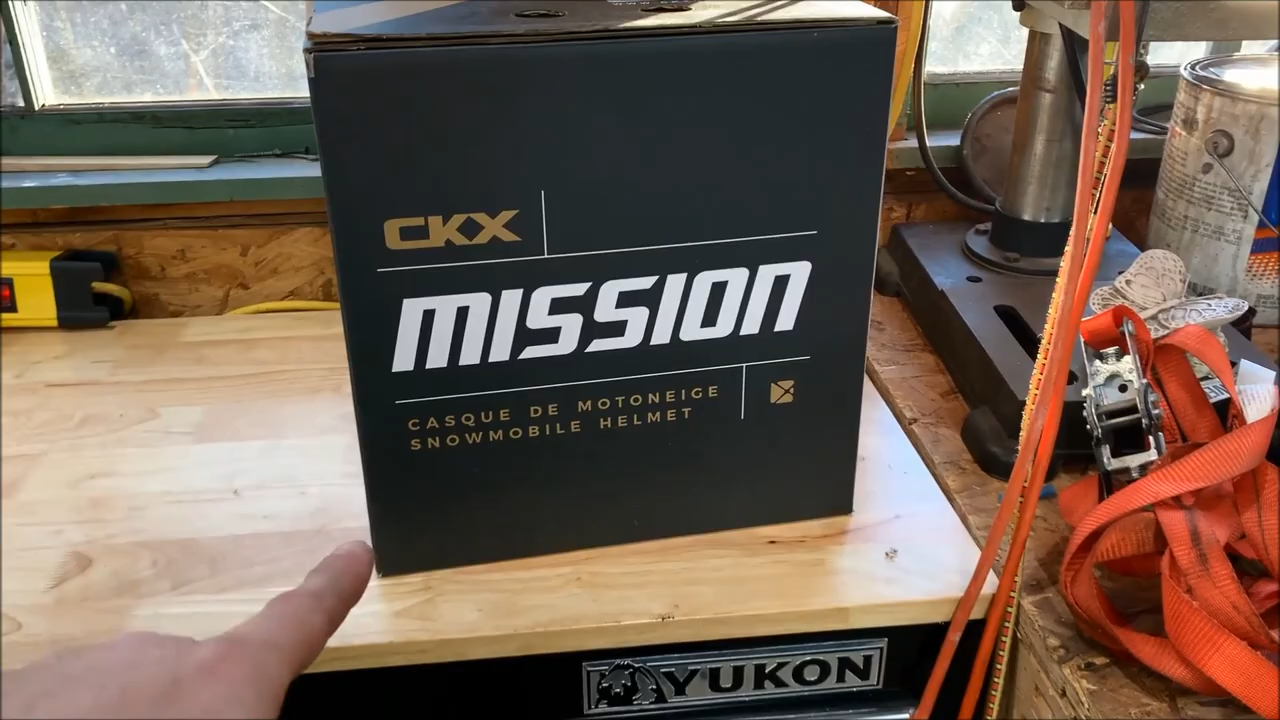 CKX
MISSION
CASQUE DE MOTONEIGE
SNOWMOBILE HELMET
YUKON